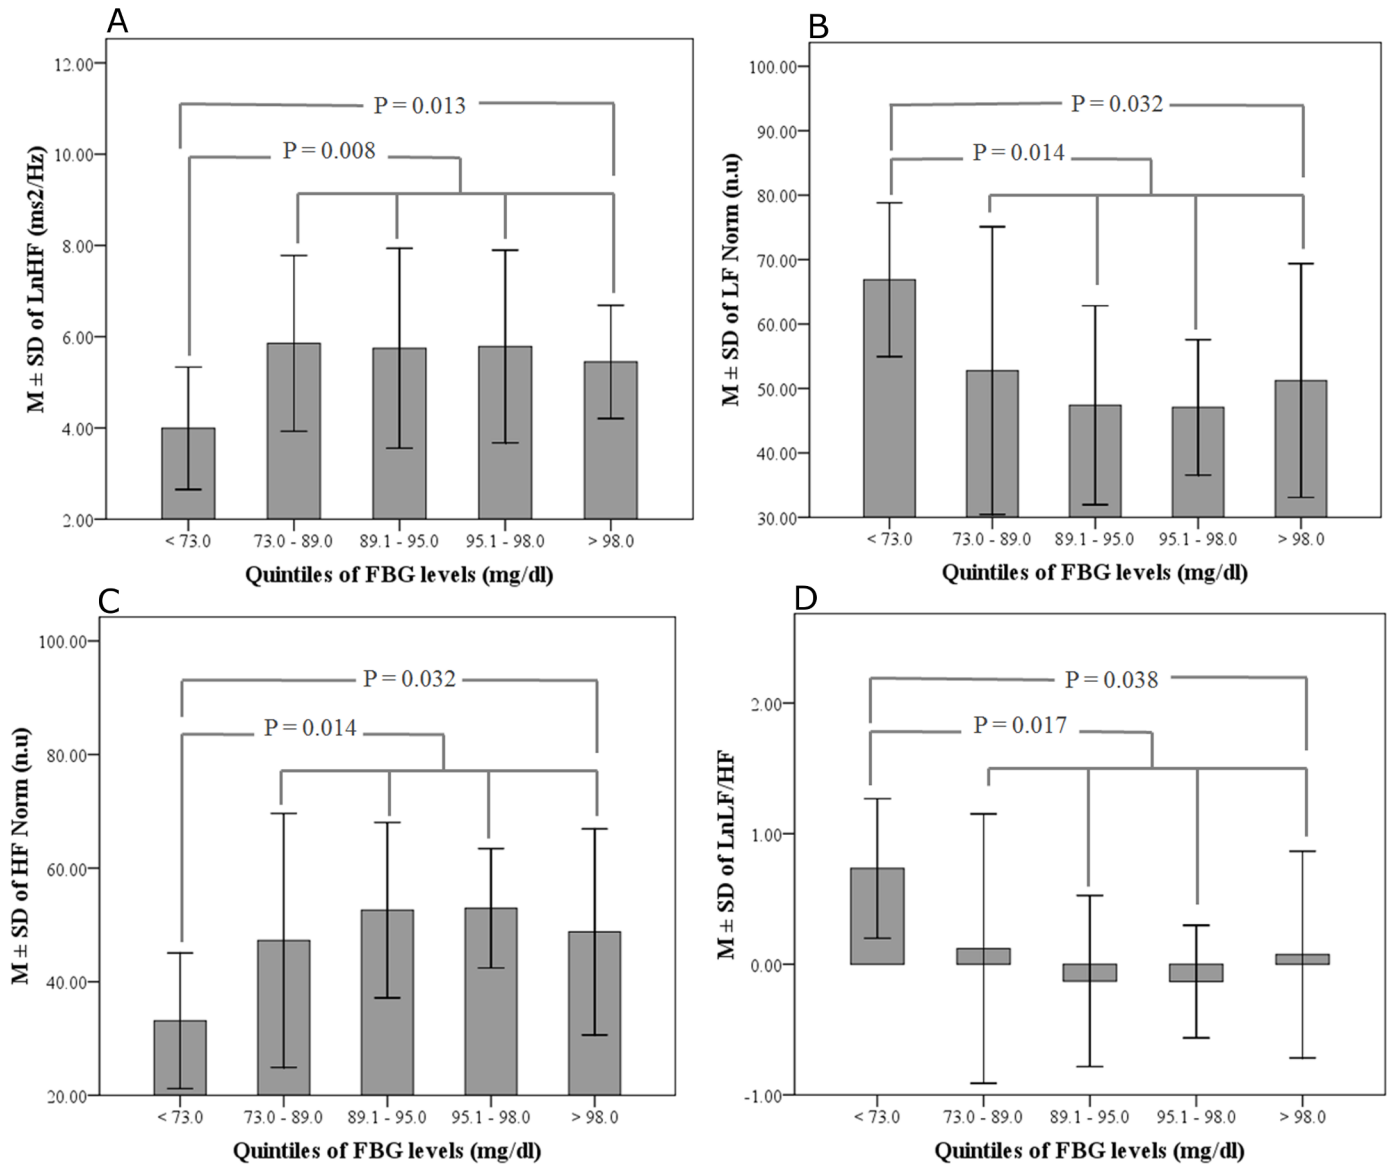 A
M ± SD of LnHF (ms2/Hz)
12.00
10.00
8.00
6.00
4.00
2.00
P = 0.013
P = 0.008
< 73.0
73.0 - 89.0
89.1 - 95.0
95.1 - 98.0
> 98.0
Quintiles of FBG levels (mg/dl)
B
M ± SD of LF Norm (n.u)
100.00
90.00
80.00
70.00
60.00
50.00
40.00
30.00
P = 0.032
P = 0.014
< 73.0
73.0 - 89.0
89.1 - 95.0
95.1 - 98.0
> 98.0
Quintiles of FBG levels (mg/dl)
C
M ± SD of HF Norm (n.u)
100.00
80.00
60.00
40.00
20.00
P = 0.032
P = 0.014
< 73.0
73.0 - 89.0
89.1 - 95.0
95.1 - 98.0
> 98.0
Quintiles of FBG levels (mg/dl)
D
M ± SD of LnLF/HF
2.00
1.00
0.00
-1.00
P = 0.038
P = 0.017
< 73.0
73.0 - 89.0
89.1 - 95.0
95.1 - 98.0
> 98.0
Quintiles of FBG levels (mg/dl)